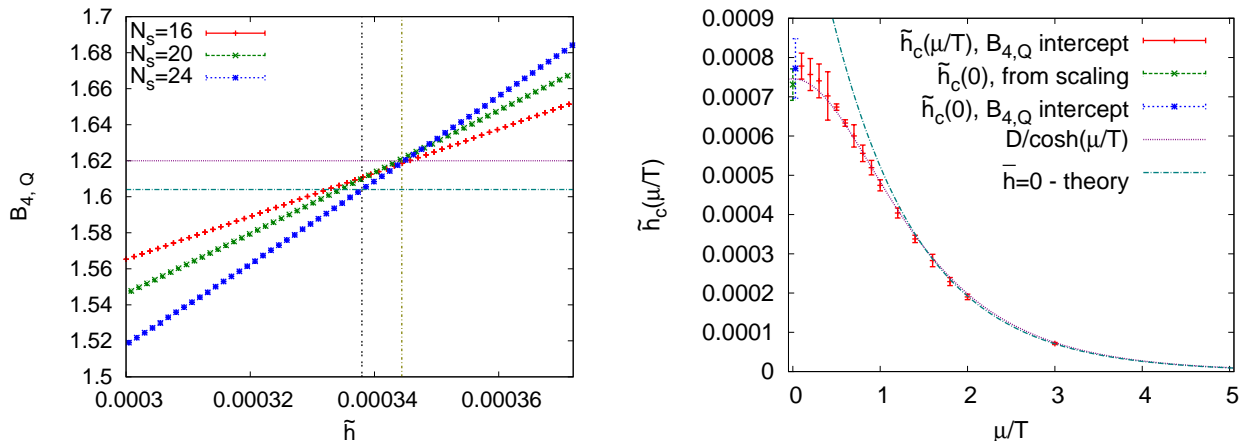 1.7
1.68
1.66
1.64
1.62
1.6
1.58
1.56
1.54
1.52
1.5
B4, Q
Ns=16
Ns=20
Ns=24
0.0003
0.00032
0.00034
0.00036
h̃
0.0009
0.0008
0.0007
0.0006
0.0005
0.0004
0.0003
0.0002
0.0001
0
h̃c(μ/T)
h̃c(μ/T), B4,Q intercept
h̃c(0), from scaling
h̃c(0), B4,Q intercept
D/cosh(μ/T)
h̅=0 - theory
0 1 2 3 4 5
μ/T